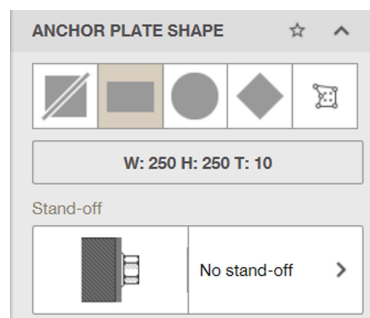 ANCHOR PLATE SHAPE
W: 250 H: 250 T: 10
Stand-off
No stand-off